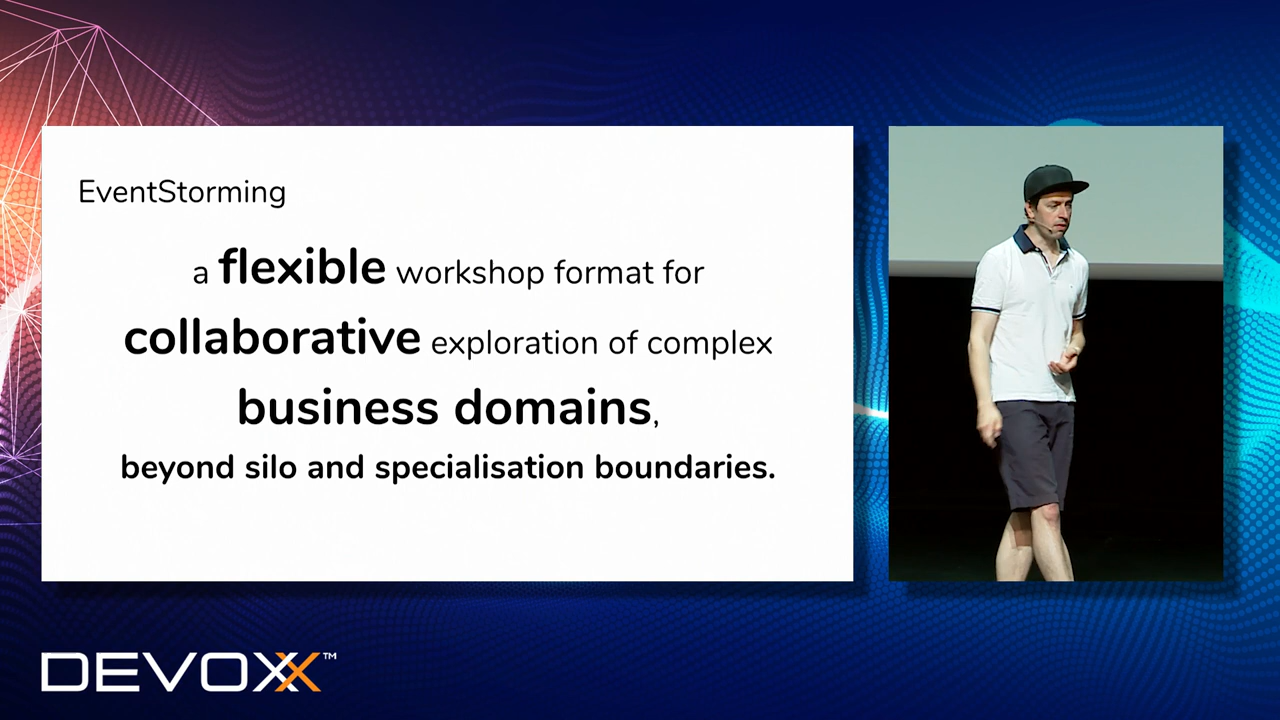 EventStorming
a flexible workshop format for
collaborative exploration of complex
business domains,
beyond silo and specialisation boundaries.
DEVOXX™